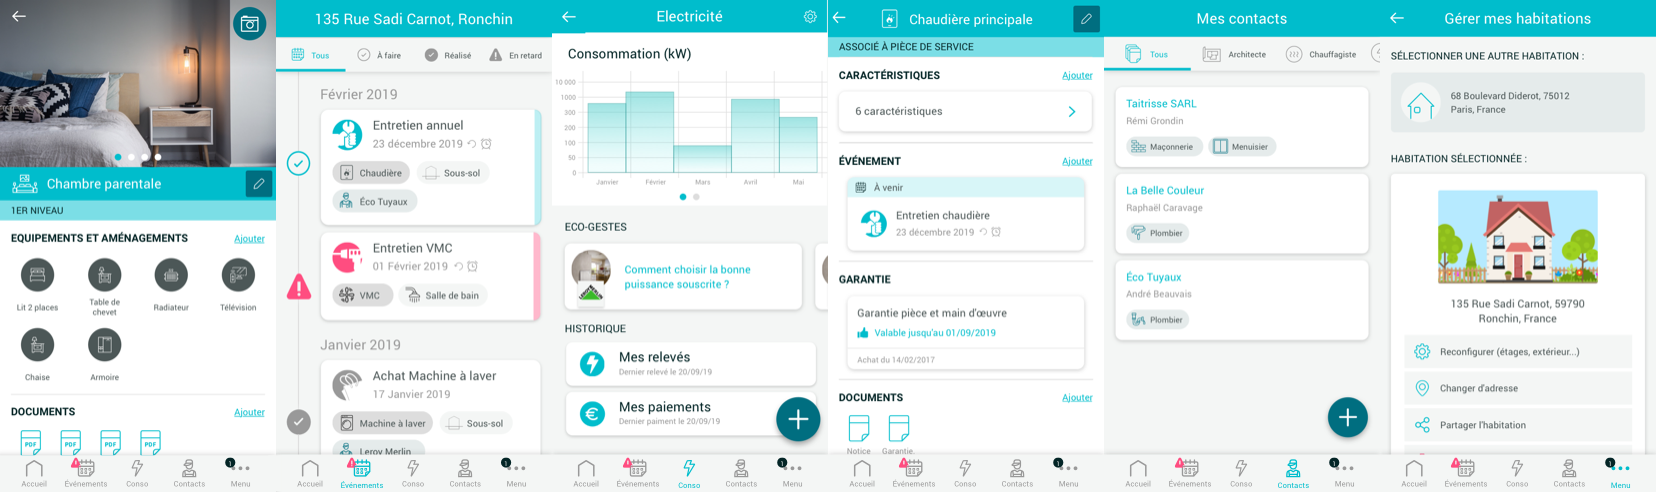 Chambre parentale
1ER NIVEAU
EQUIPEMENTS ET AMÉNAGEMENTS
Ajouter
Lit 2 places
Table de
chevet
Radiateur
Télévision
Chaise
Armoire
DOCUMENTS
Ajouter
PDF
PDF
PDF
PDF
Accueil
Événements
Conso
Contacts
1
Menu
135 Rue Sadi Carnot, Ronchin
Tous
À faire
Réalisé
En retard
Février 2019
Entretien annuel
23 décembre 2019
Chaudière
Sous-sol
Éco Tuyaux
Entretien VMC
01 Février 2019
VMC
Salle de bain
Janvier 2019
Achat Machine à laver
17 Janvier 2019
Machine à laver
Sous-sol
Leroy Merlin
Accueil
Événements
Conso
Contacts
1
Menu
Electricité
Consommation (kW)
10 000
1000
300
200
100
50
0
Janvier
Février
Mars
Avril
Mai
ECO-GESTES
Comment choisir la bonne
puissance souscrite ?
LEROY MERLIN
HISTORIQUE
Mes relevés
Dernier relevé le 20/09/19
Mes paiements
Dernier paiment le 20/09/19
Accueil
Événements
Conso
Contacts
1
Menu
Chaudière principale
ASSOCIÉ À PIÈCE DE SERVICE
CARACTÉRISTIQUES
Ajouter
6 caractéristiques
ÉVÉNEMENT
Ajouter
À venir
Entretien chaudière
23 décembre 2019
GARANTIE
Garantie pièce et main d'œuvre
Valable jusqu'au 01/09/2019
Achat du 14/02/2017
DOCUMENTS
Ajouter
Notice
Garantie.
Accueil
Événements
Conso
Contacts
1
Menu
Mes contacts
Tous
Architecte
Chauffagiste
Taitrisse SARL
Rémi Grondin
Maçonnerie
Menuisier
La Belle Couleur
Raphaël Caravage
Plombier
Éco Tuyaux
André Beauvais
Plombier
Accueil
Événements
Conso
Contacts
1
Menu
Gérer mes habitations
SÉLECTIONNER UNE AUTRE HABITATION :
68 Boulevard Diderot, 75012
Paris, France
HABITATION SÉLECTIONNÉE :
135 Rue Sadi Carnot, 59790
Ronchin, France
Reconfigurer (étages, extérieur...)
Changer d'adresse
Partager l'habitation
Accueil
Événements
Conso
Contacts
1
Menu